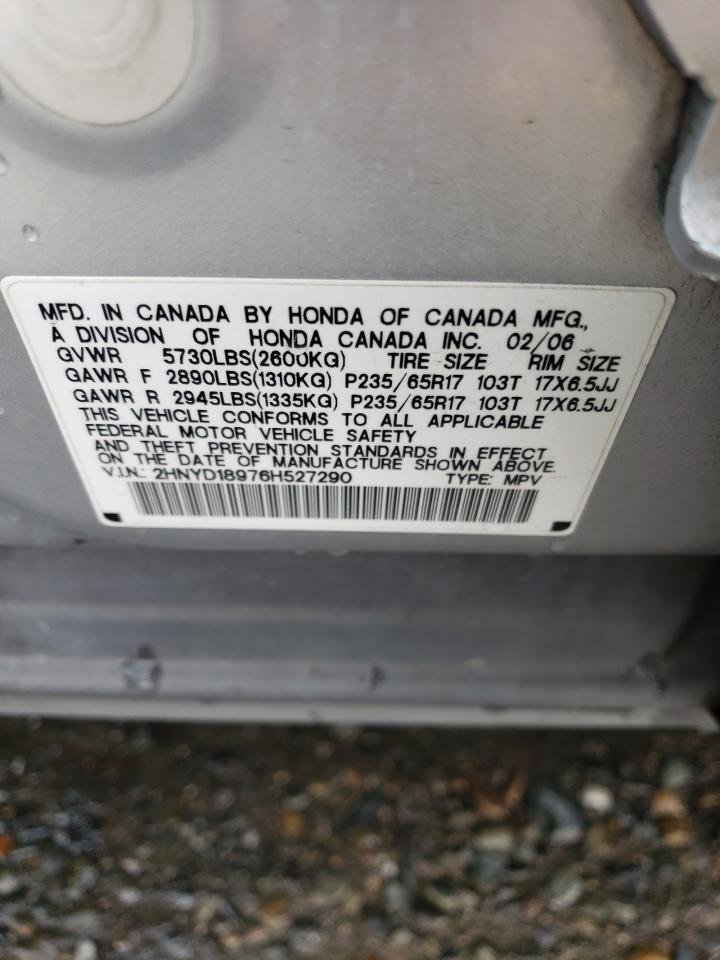 MFD. IN CANADA BY HONDA OF CANADA MFG.,
A DIVISION OF HONDA CANADA INC. 02/06
GVWR 5730LBS(2600KG) TIRE SIZE RIM SIZE
GAWR F 2890LBS(1310KG) P235/65R17 103T 17X6.5JJ
GAWR R 2945LBS(1335KG) P235/65R17 103T 17X6.5JJ
THIS VEHICLE CONFORMS TO ALL APPLICABLE
FEDERAL MOTOR VEHICLE SAFETY
AND THEFT PREVENTION STANDARDS IN EFFECT
ON THE DATE OF MANUFACTURE SHOWN ABOVE.
V.I.N.: 2HNYD18976H527290 TYPE: MPV